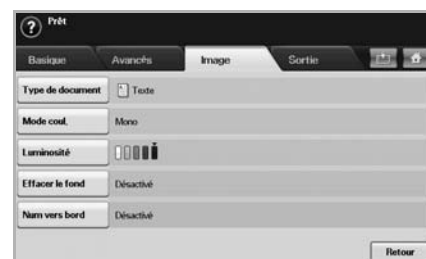 ? Prêt
Basique Avancés Image Sortie
Type de document Texte
Mode coul. Mono
Luminosité
Effacer le fond Désactivé
Num vers bord Désactivé
Retour